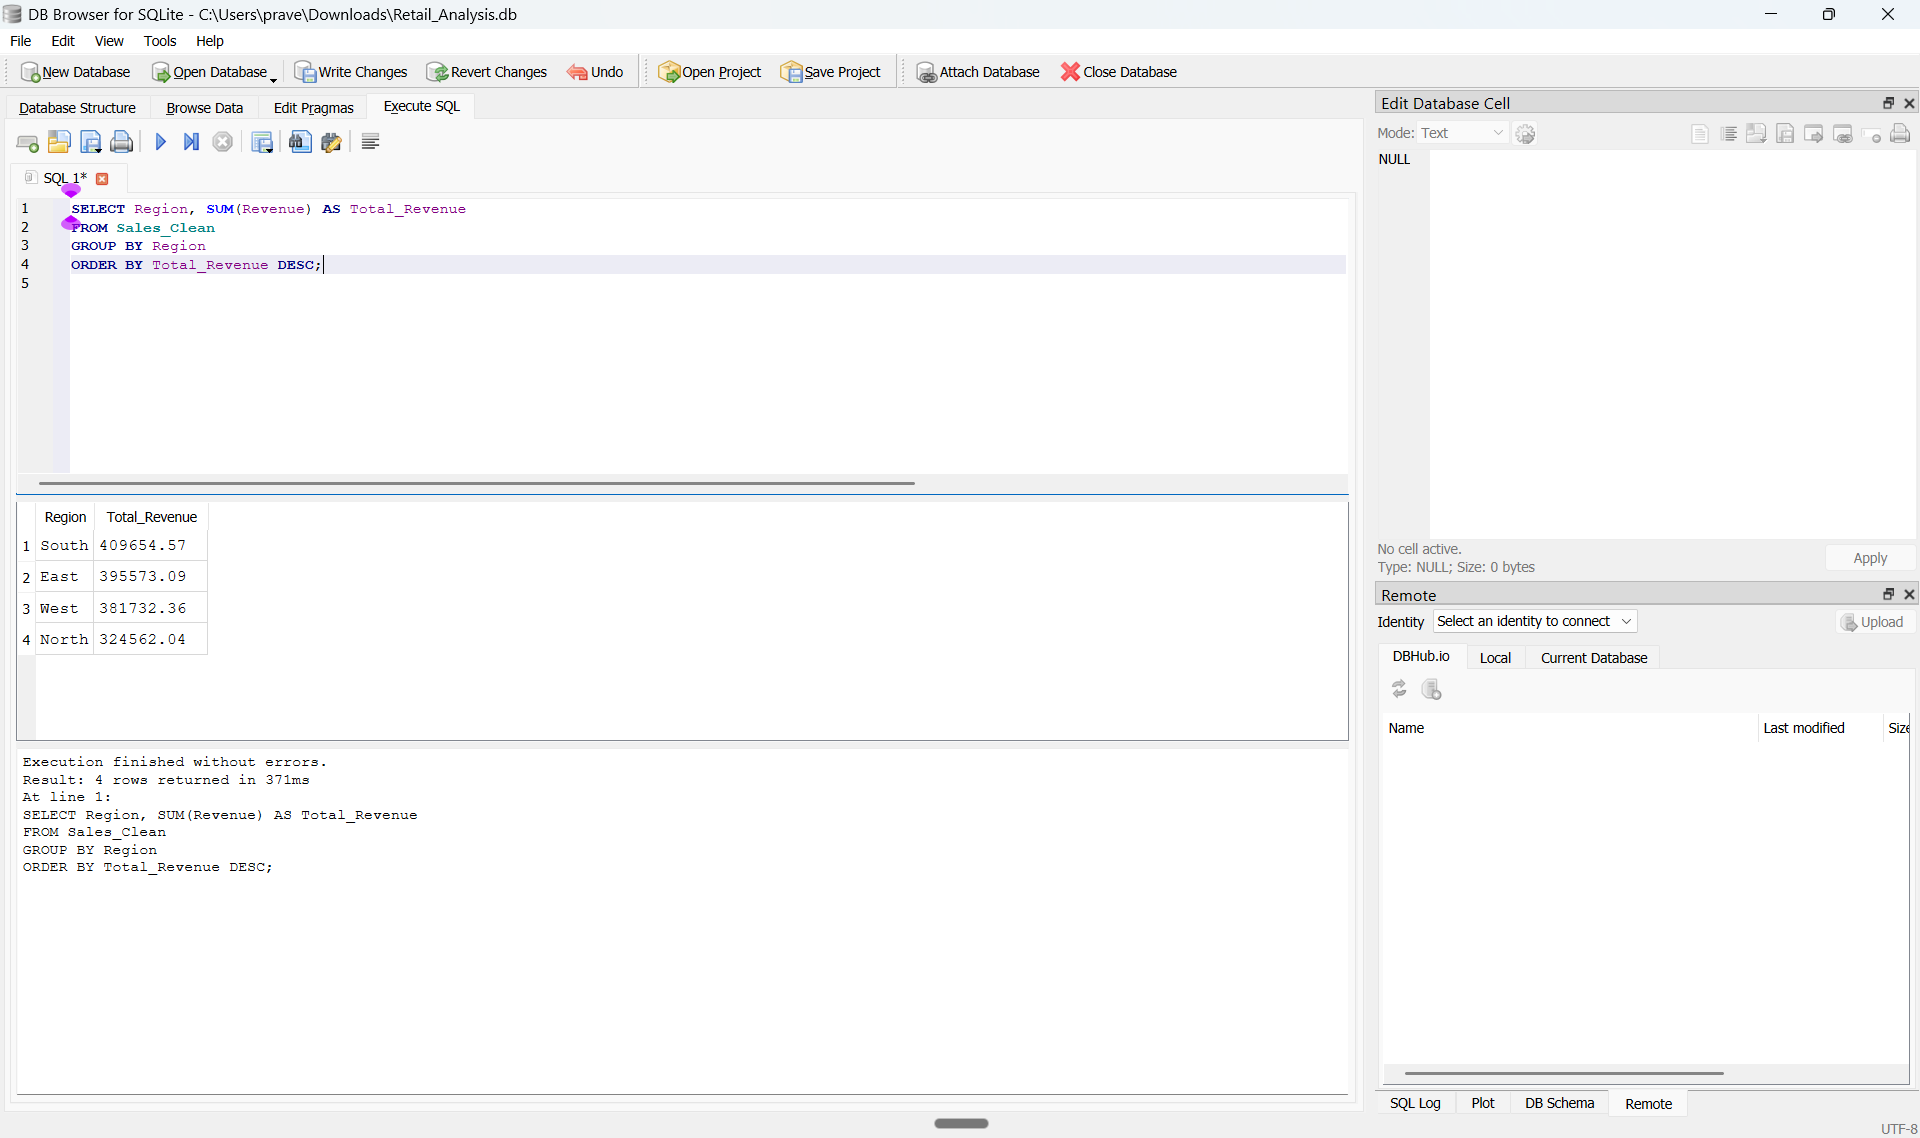 DB Browser for SQLite - C:\Users\prave\Downloads\Retail_Analysis.db
File Edit View Tools Help
New Database Open Database Write Changes Revert Changes Undo Open Project Save Project Attach Database Close Database
Database Structure Browse Data Edit Pragmas Execute SQL
SQL 1*
1 SELECT Region, SUM(Revenue) AS Total_Revenue
2 FROM Sales_Clean
3 GROUP BY Region
4 ORDER BY Total_Revenue DESC;
5
Region Total_Revenue
1 South 409654.57
2 East 395573.09
3 West 381732.36
4 North 324562.04
Execution finished without errors.
Result: 4 rows returned in 371ms
At line 1:
SELECT Region, SUM(Revenue) AS Total_Revenue
FROM Sales_Clean
GROUP BY Region
ORDER BY Total_Revenue DESC;
Edit Database Cell
Mode: Text
NULL
No cell active.
Type: NULL; Size: 0 bytes
Apply
Remote
Identity Select an identity to connect Upload
DBHub.io Local Current Database
Name Last modified Size
SQL Log Plot DB Schema Remote
UTF-8